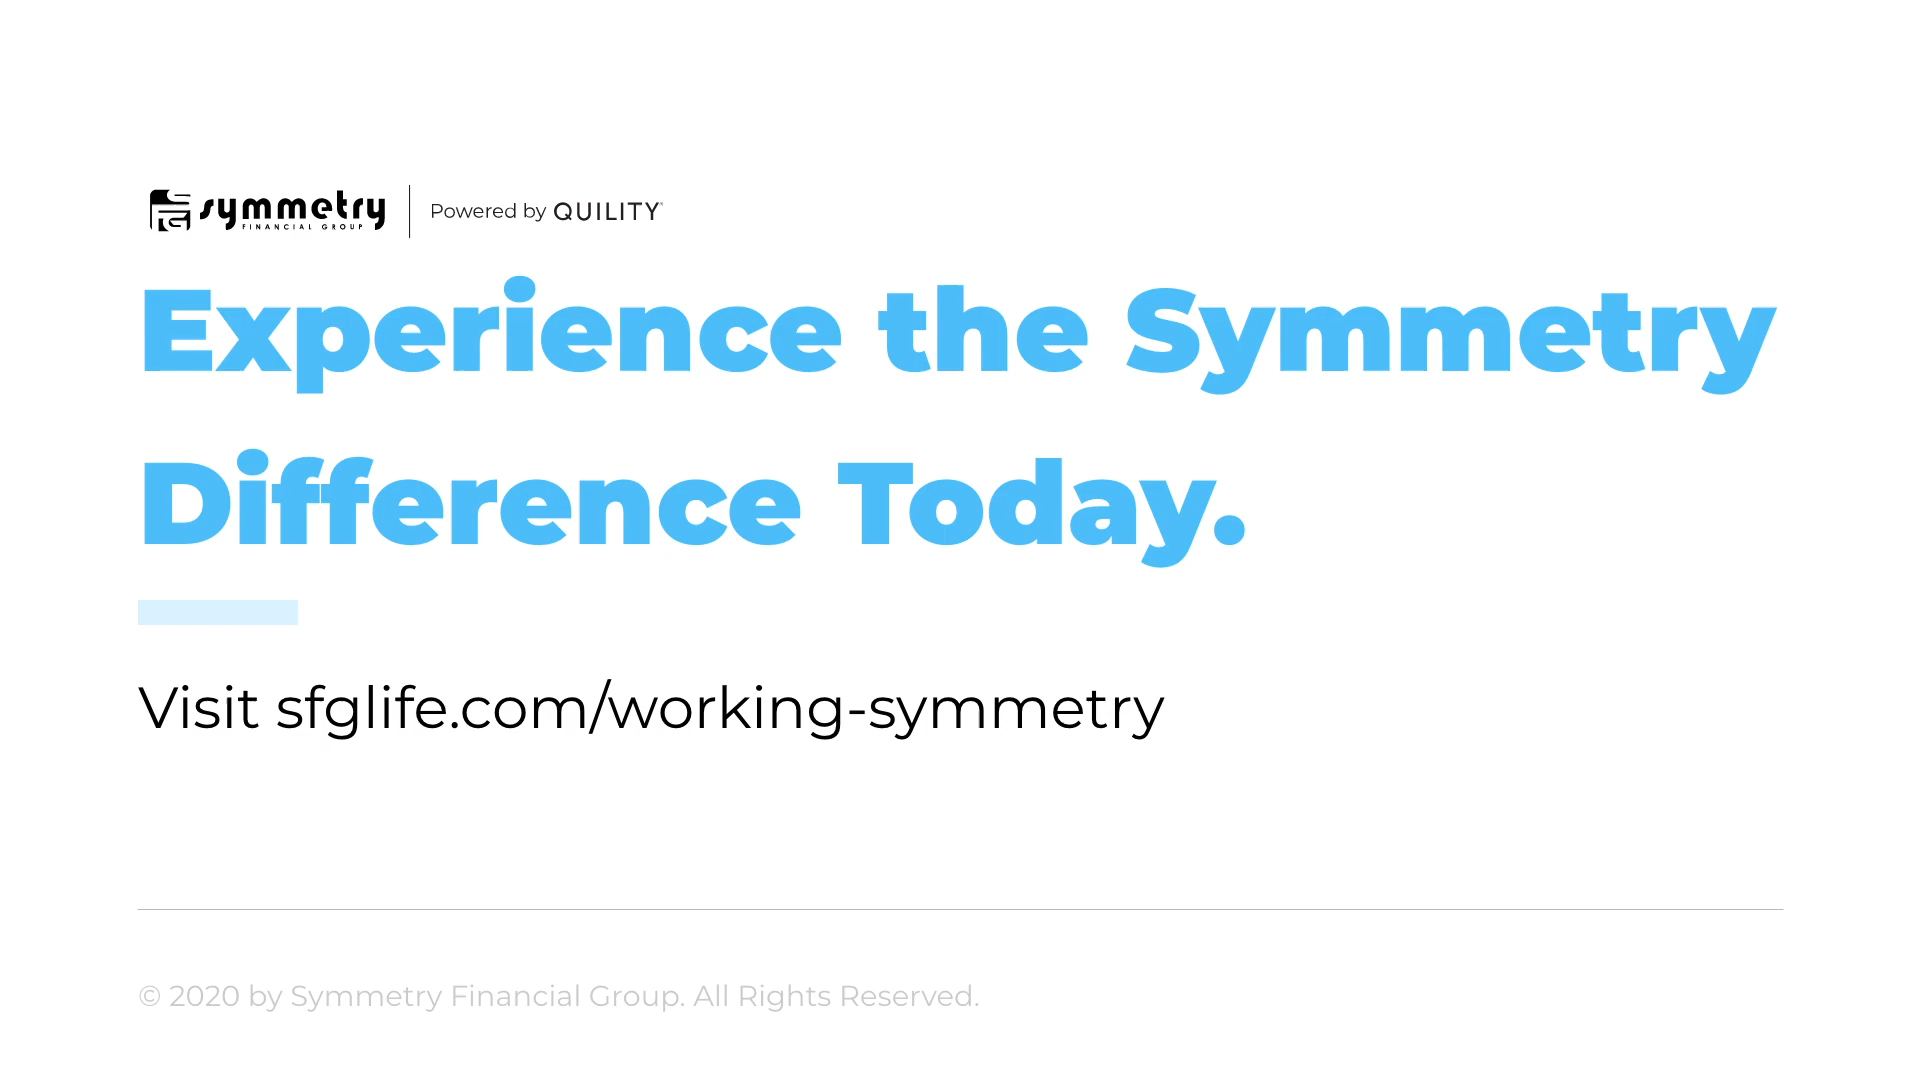 symmetry
FINANCIAL GROUP
Powered by QUILITY
Experience the Symmetry
Difference Today.
Visit sfglife.com/working-symmetry
© 2020 by Symmetry Financial Group. All Rights Reserved.